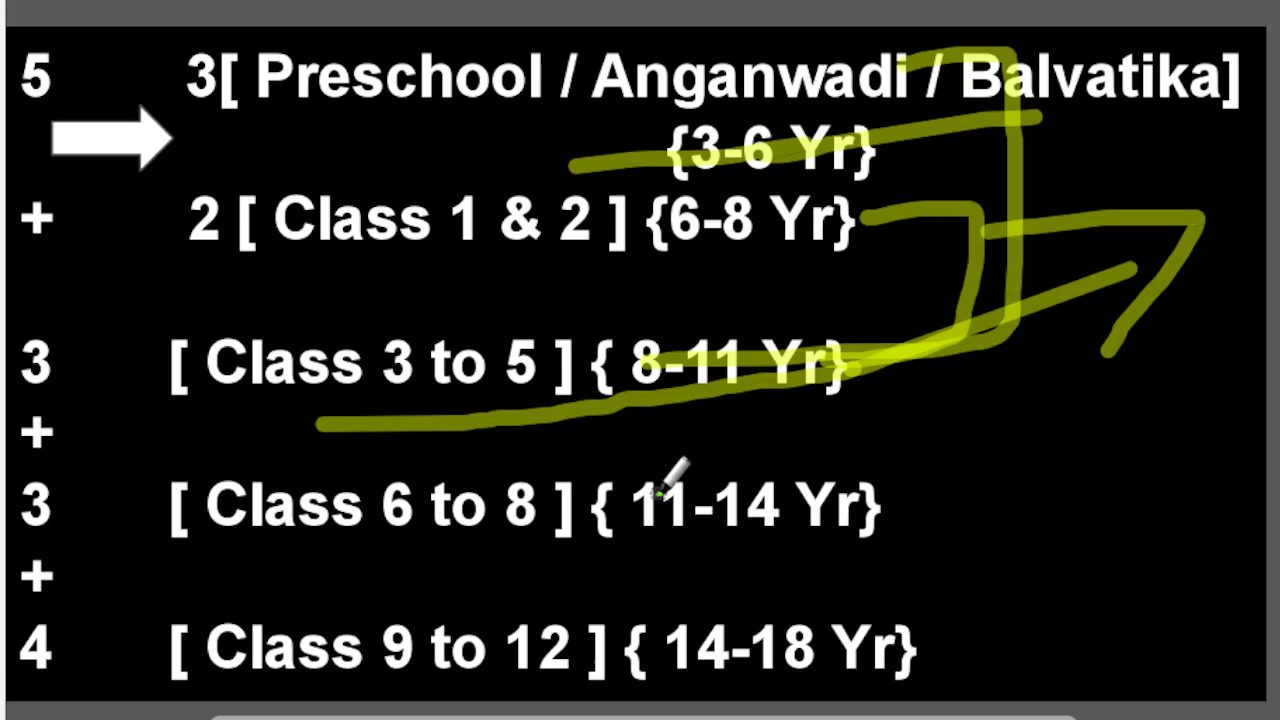 5 3[ Preschool / Anganwadi / Balvatika]
{3-6 Yr}
+ 2 [ Class 1 & 2 ] {6-8 Yr}
3 [ Class 3 to 5 ] { 8-11 Yr}
+
3 [ Class 6 to 8 ] { 11-14 Yr}
+
4 [ Class 9 to 12 ] { 14-18 Yr}